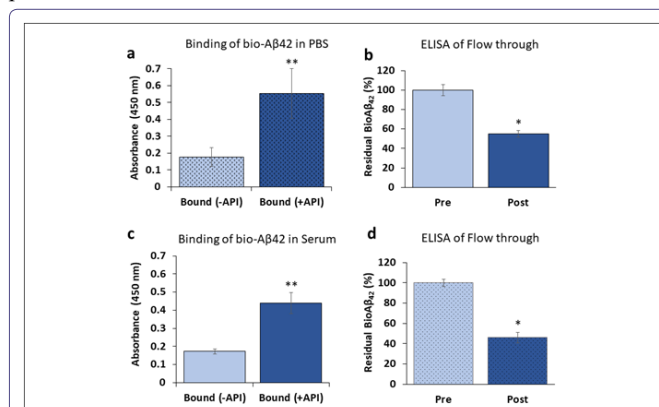 a
Binding of bio-Aβ42 in PBS
**
0.7
0.6
0.5
0.4
0.3
0.2
0.1
0
Absorbance (450 nm)
Bound (-API)
Bound (+API)
b
ELISA of Flow through
120
100
80
60
40
20
0
Residual BioAβ42 (%)
*
Pre
Post
c
Binding of bio-Aβ42 in Serum
0.7
0.6
0.5
0.4
0.3
0.2
0.1
0
Absorbance (450 nm)
**
Bound (-API)
Bound (+API)
d
ELISA of Flow through
120
100
80
60
40
20
0
Residual BioAβ42 (%)
*
Pre
Post